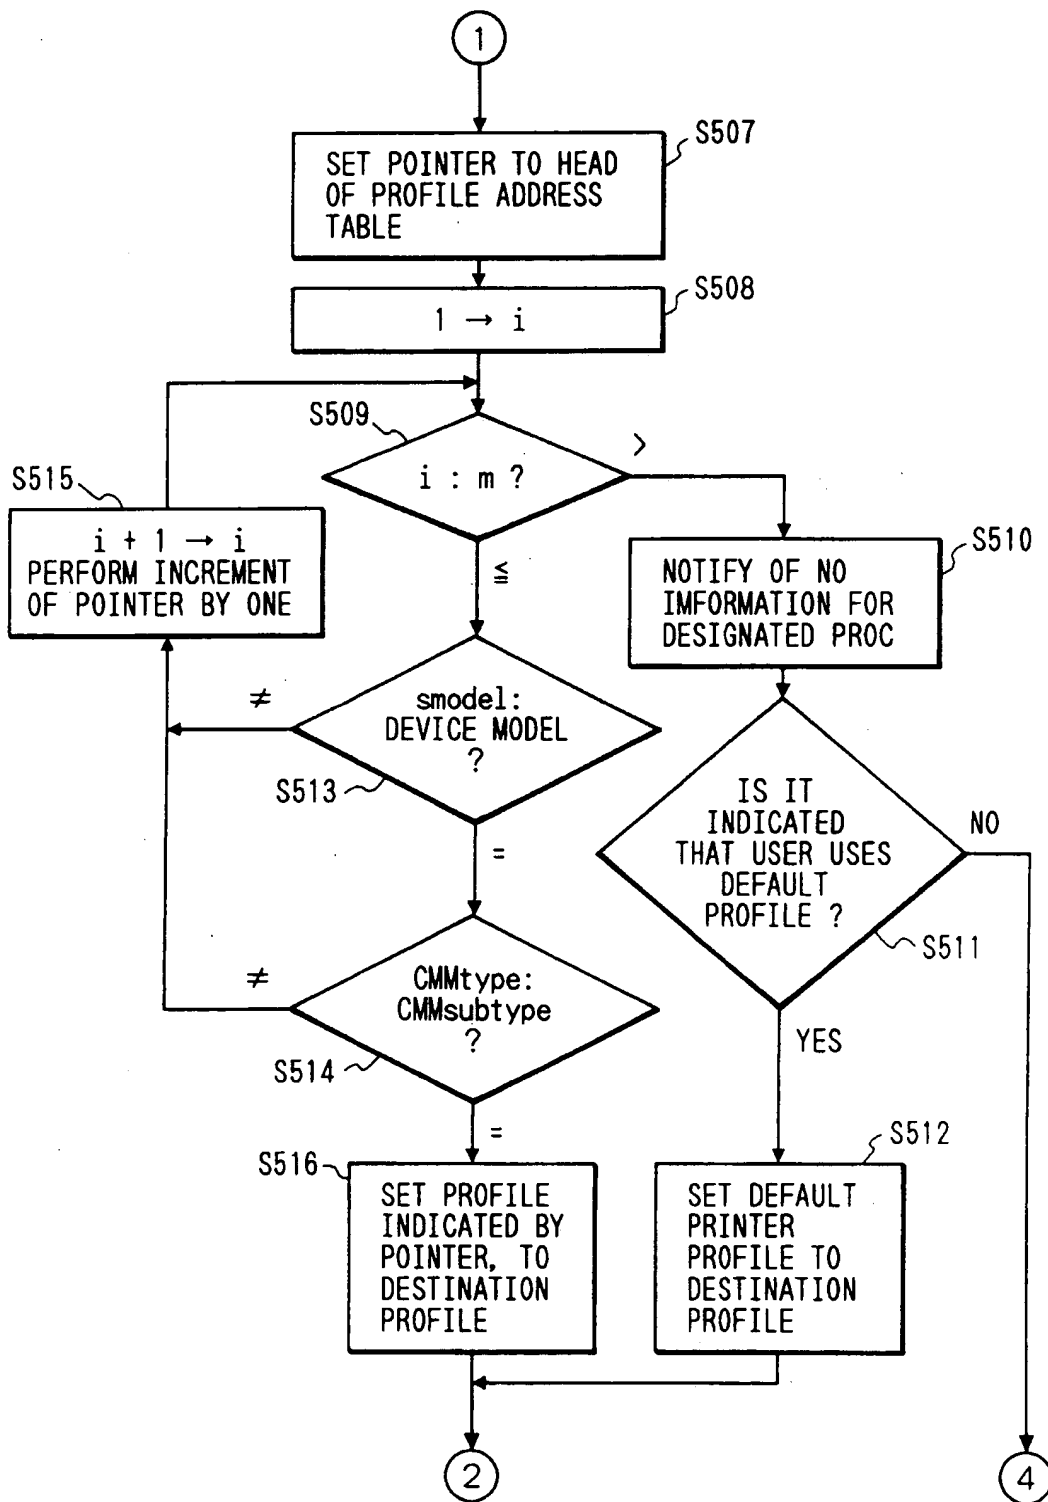 1
S507
SET POINTER TO HEAD
OF PROFILE ADDRESS
TABLE
S508
1 → i
S509
i : m ?
>
≦
S515
i + 1 → i
PERFORM INCREMENT
OF POINTER BY ONE
S510
NOTIFY OF NO
IMFORMATION FOR
DESIGNATED PROC
≠
smodel:
DEVICE MODEL
?
S513
=
IS IT
INDICATED
THAT USER USES
DEFAULT
PROFILE ?
NO
S511
YES
≠
CMMtype:
CMMsubtype
?
S514
=
S516
SET PROFILE
INDICATED BY
POINTER, TO
DESTINATION
PROFILE
S512
SET DEFAULT
PRINTER
PROFILE TO
DESTINATION
PROFILE
2
4